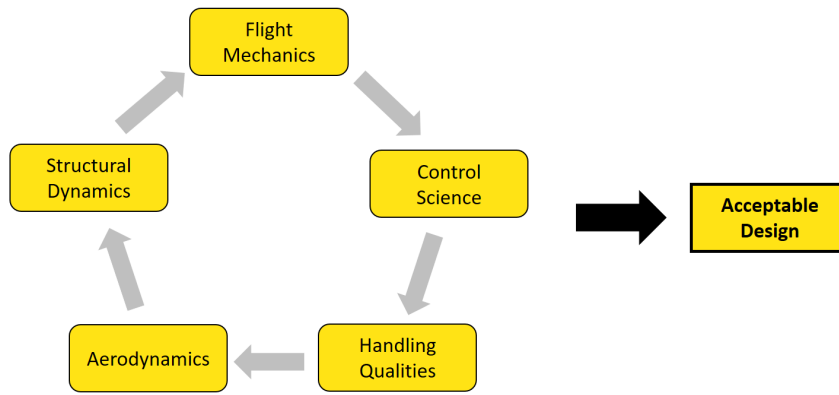 Flight
Mechanics
Structural
Dynamics
Control
Science
Acceptable
Design
Aerodynamics
Handling
Qualities